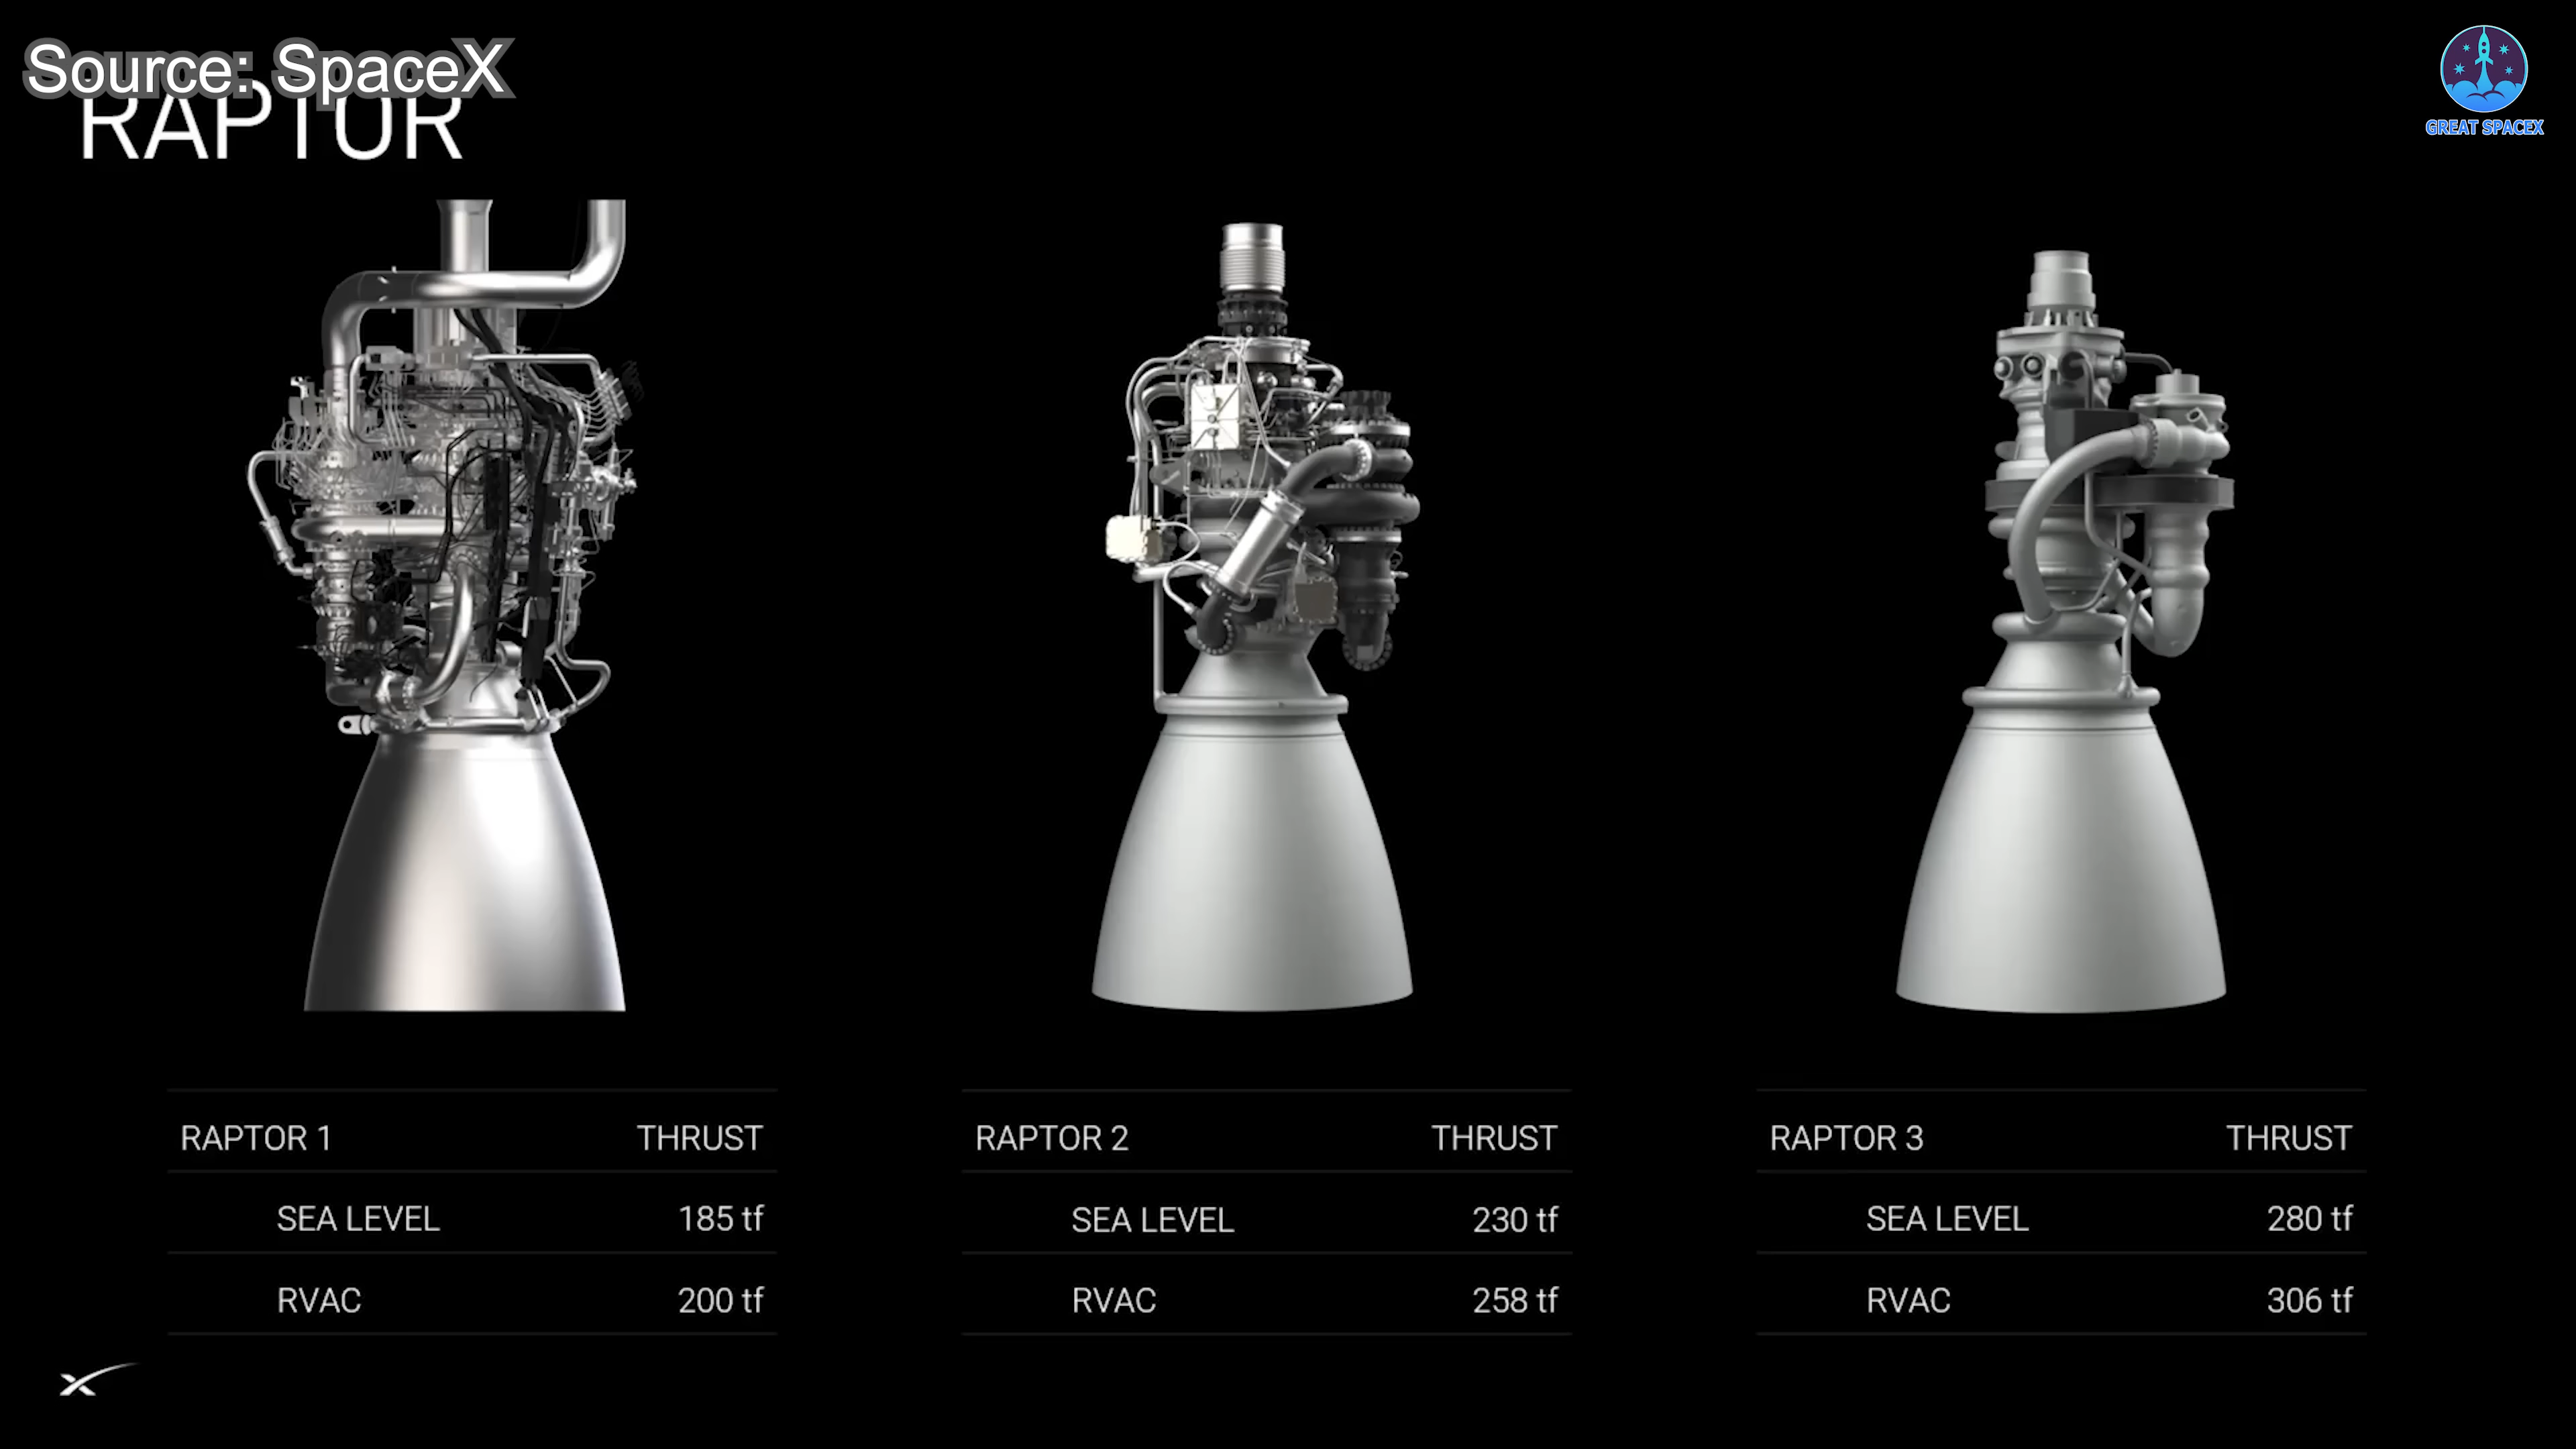 Source: SpaceX
RAPTOR
GREAT SPACEX
RAPTOR 1 THRUST
SEA LEVEL 185 tf
RVAC 200 tf
RAPTOR 2 THRUST
SEA LEVEL 230 tf
RVAC 258 tf
RAPTOR 3 THRUST
SEA LEVEL 280 tf
RVAC 306 tf